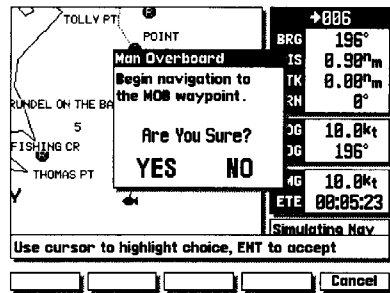 TOLLY PT
POINT
→006
Man Overboard
BRG 196°
Begin navigation to
the MOB waypoint.
IS 0.90nm
TK 0.00nm
RN 0°
RUNDEL ON THE BA
5
Are You Sure?
OG 10.0kt
FISHING CR
OG 196°
YES NO
THOMAS PT
MG 10.0kt
Y
ETE 00:05:23
Simulating Nav
Use cursor to highlight choice, ENT to accept
Cancel